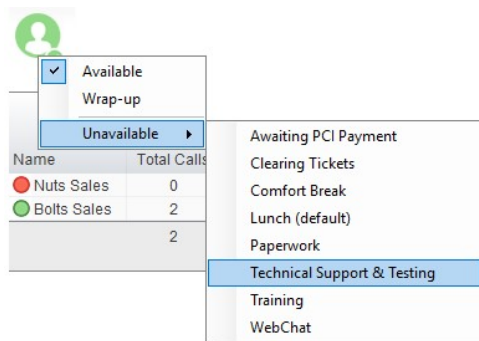 Available
Wrap-up
Unavailable
Awaiting PCI Payment
Clearing Tickets
Comfort Break
Lunch (default)
Paperwork
Technical Support & Testing
Training
WebChat
Name Total Calls
Nuts Sales 0
Bolts Sales 2
2